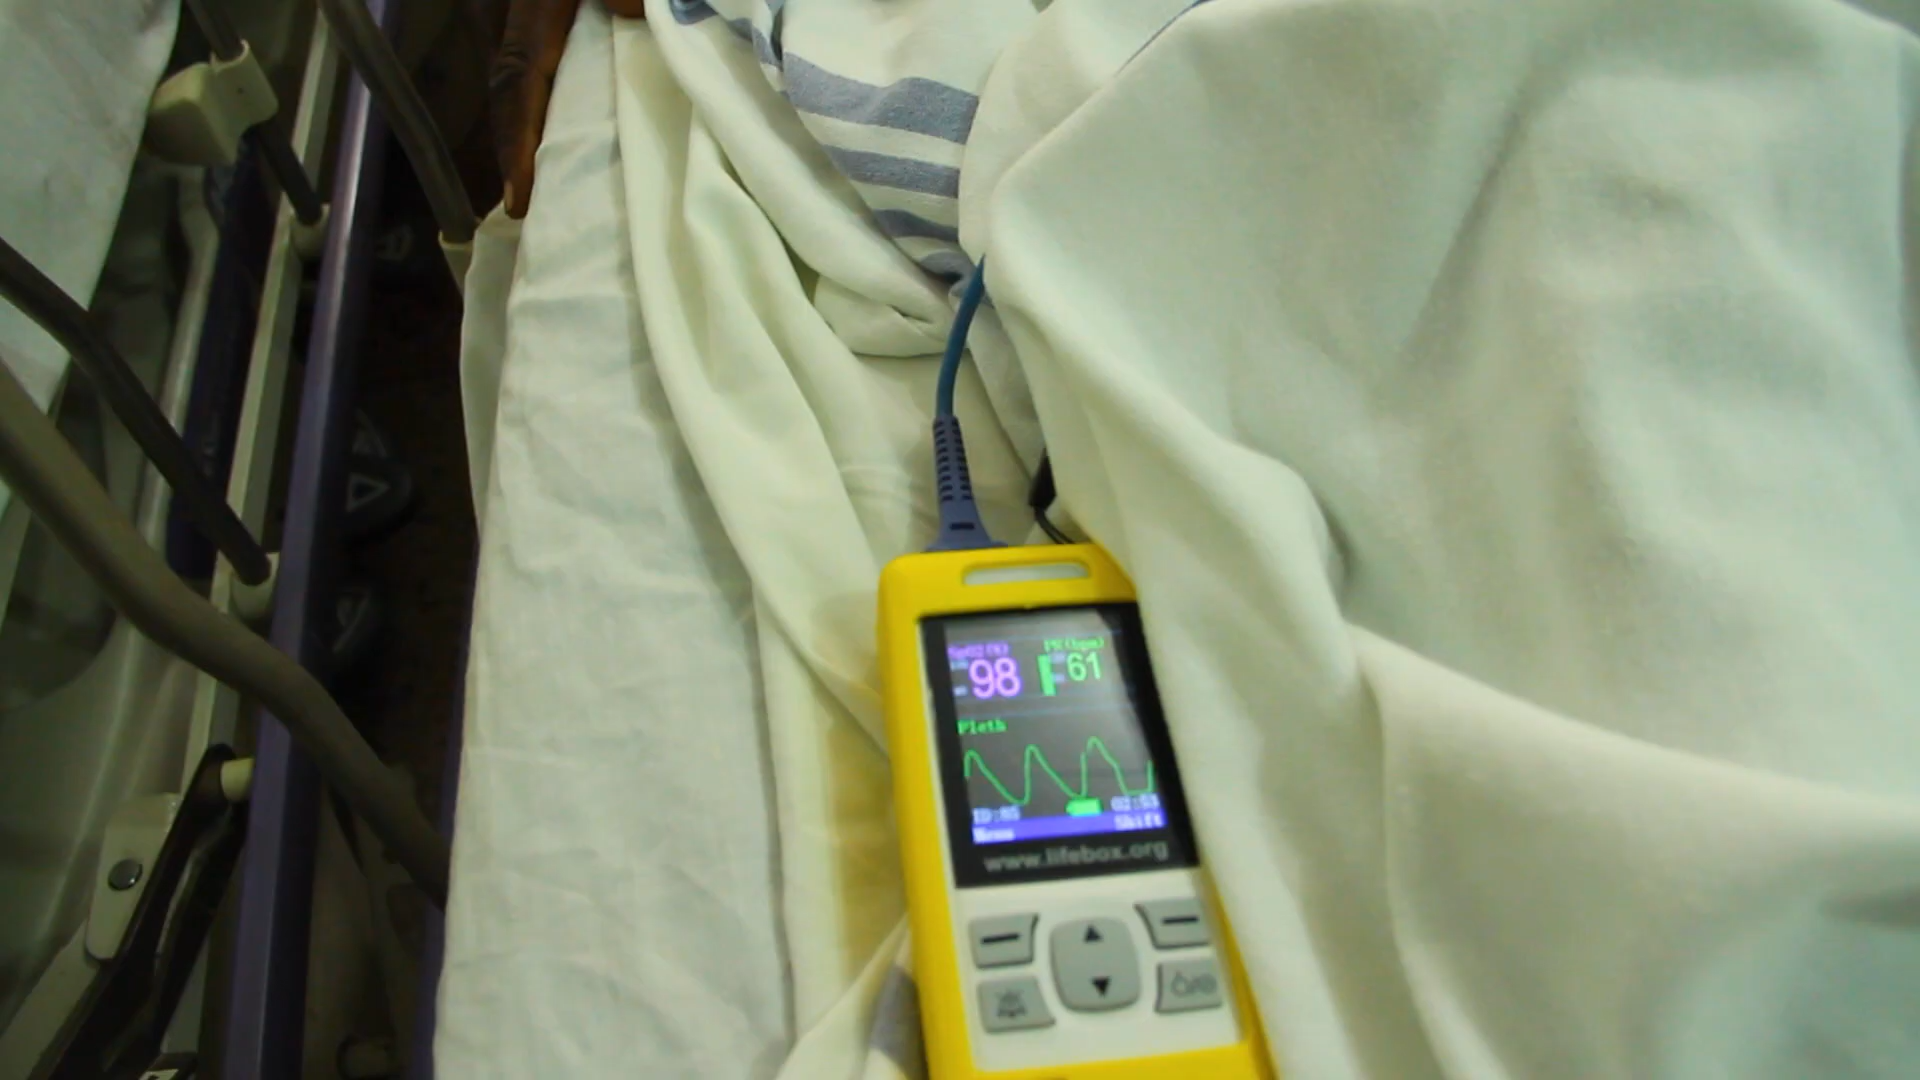 SpO2(%) PR(bpm)
98 61
Pleth
ID:05 02:53
Menu Shift
www.lifebox.org